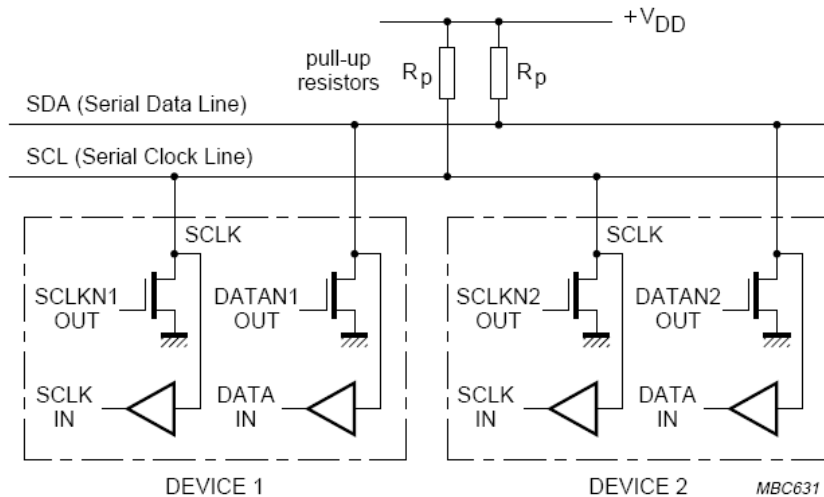 +VDD
pull-up
resistors
Rp
Rp
SDA (Serial Data Line)
SCL (Serial Clock Line)
SCLK
SCLK
SCLKN1
OUT
DATAN1
OUT
SCLKN2
OUT
DATAN2
OUT
SCLK
IN
DATA
IN
SCLK
IN
DATA
IN
DEVICE 1
DEVICE 2
MBC631